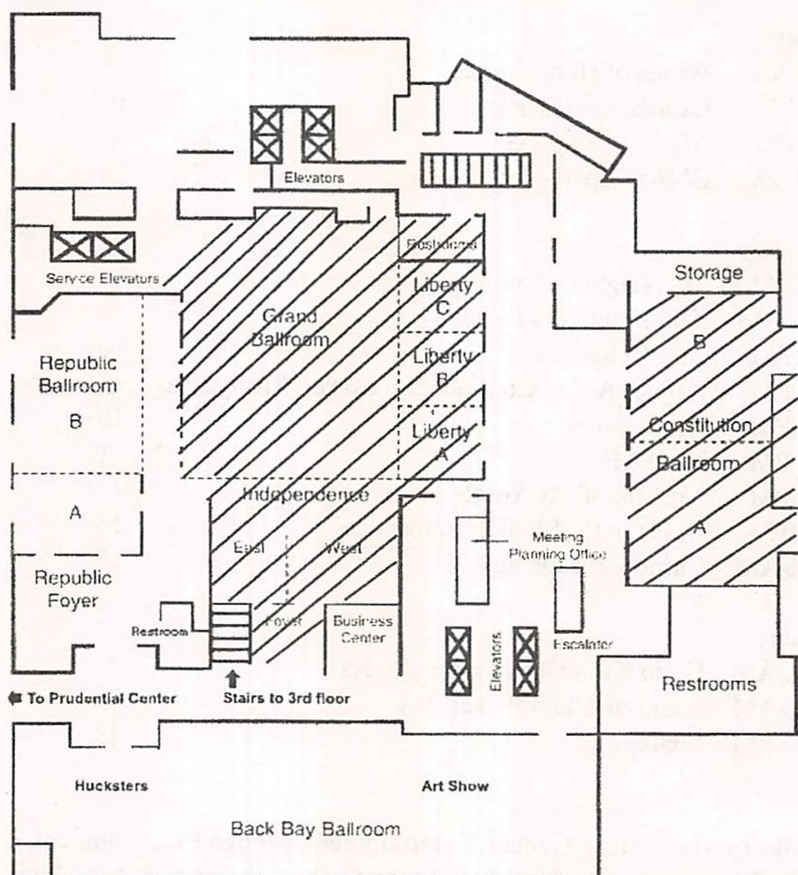 Elevators
Restrooms
Service Elevators
Storage
Grand
Ballroom
Liberty
C
Liberty
B
Liberty
A
Republic
Ballroom
B
A
Republic
Foyer
B
Constitution
Ballroom
A
Independence
East
West
Meeting
Planning Office
Foyer
Business
Center
Restroom
Escalator
Elevators
Restrooms
To Prudential Center
Stairs to 3rd floor
Hucksters
Art Show
Back Bay Ballroom